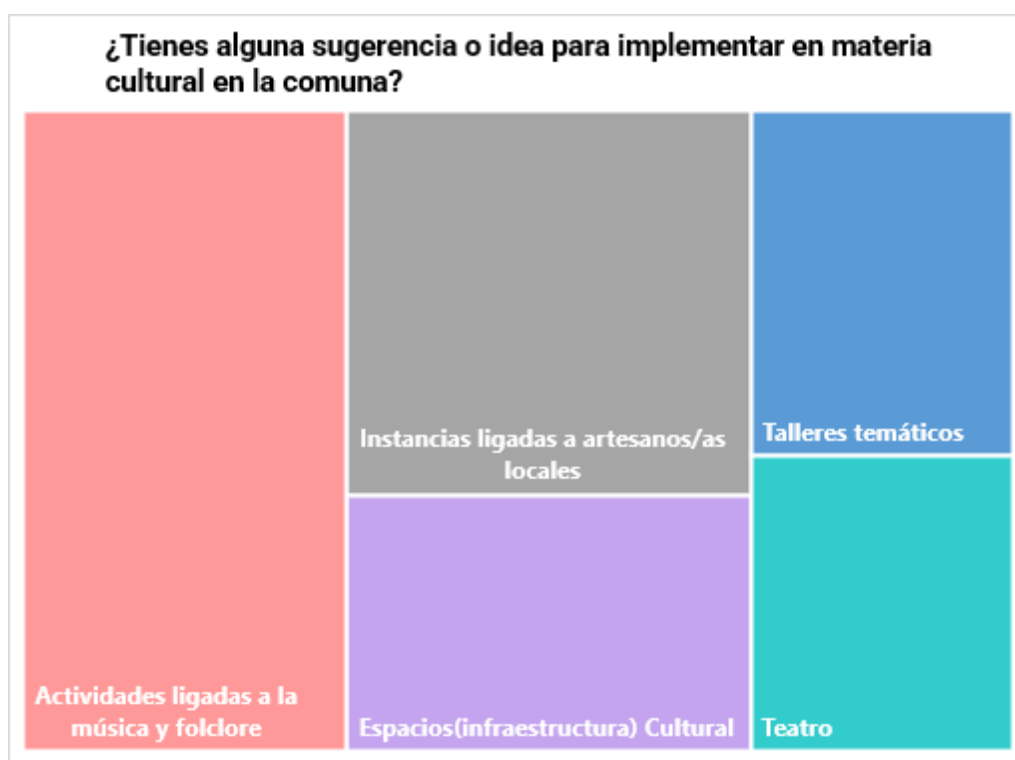 ¿Tienes alguna sugerencia o idea para implementar en materia
cultural en la comuna?
Actividades ligadas a la
música y folclore
Instancias ligadas a artesanos/as
locales
Espacios(infraestructura) Cultural
Talleres temáticos
Teatro